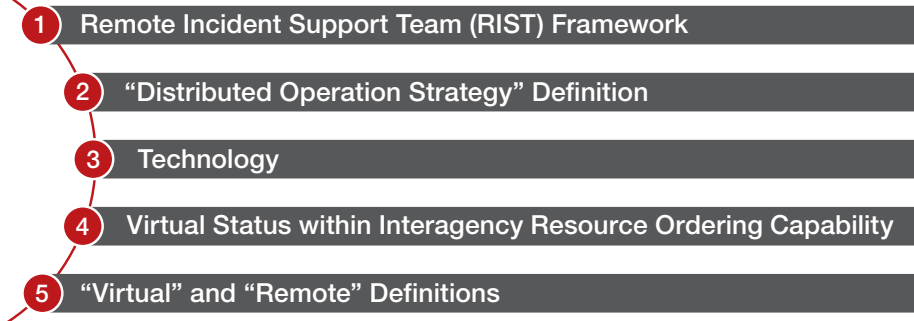 1 Remote Incident Support Team (RIST) Framework
2 “Distributed Operation Strategy” Definition
3 Technology
4 Virtual Status within Interagency Resource Ordering Capability
5 “Virtual” and “Remote” Definitions